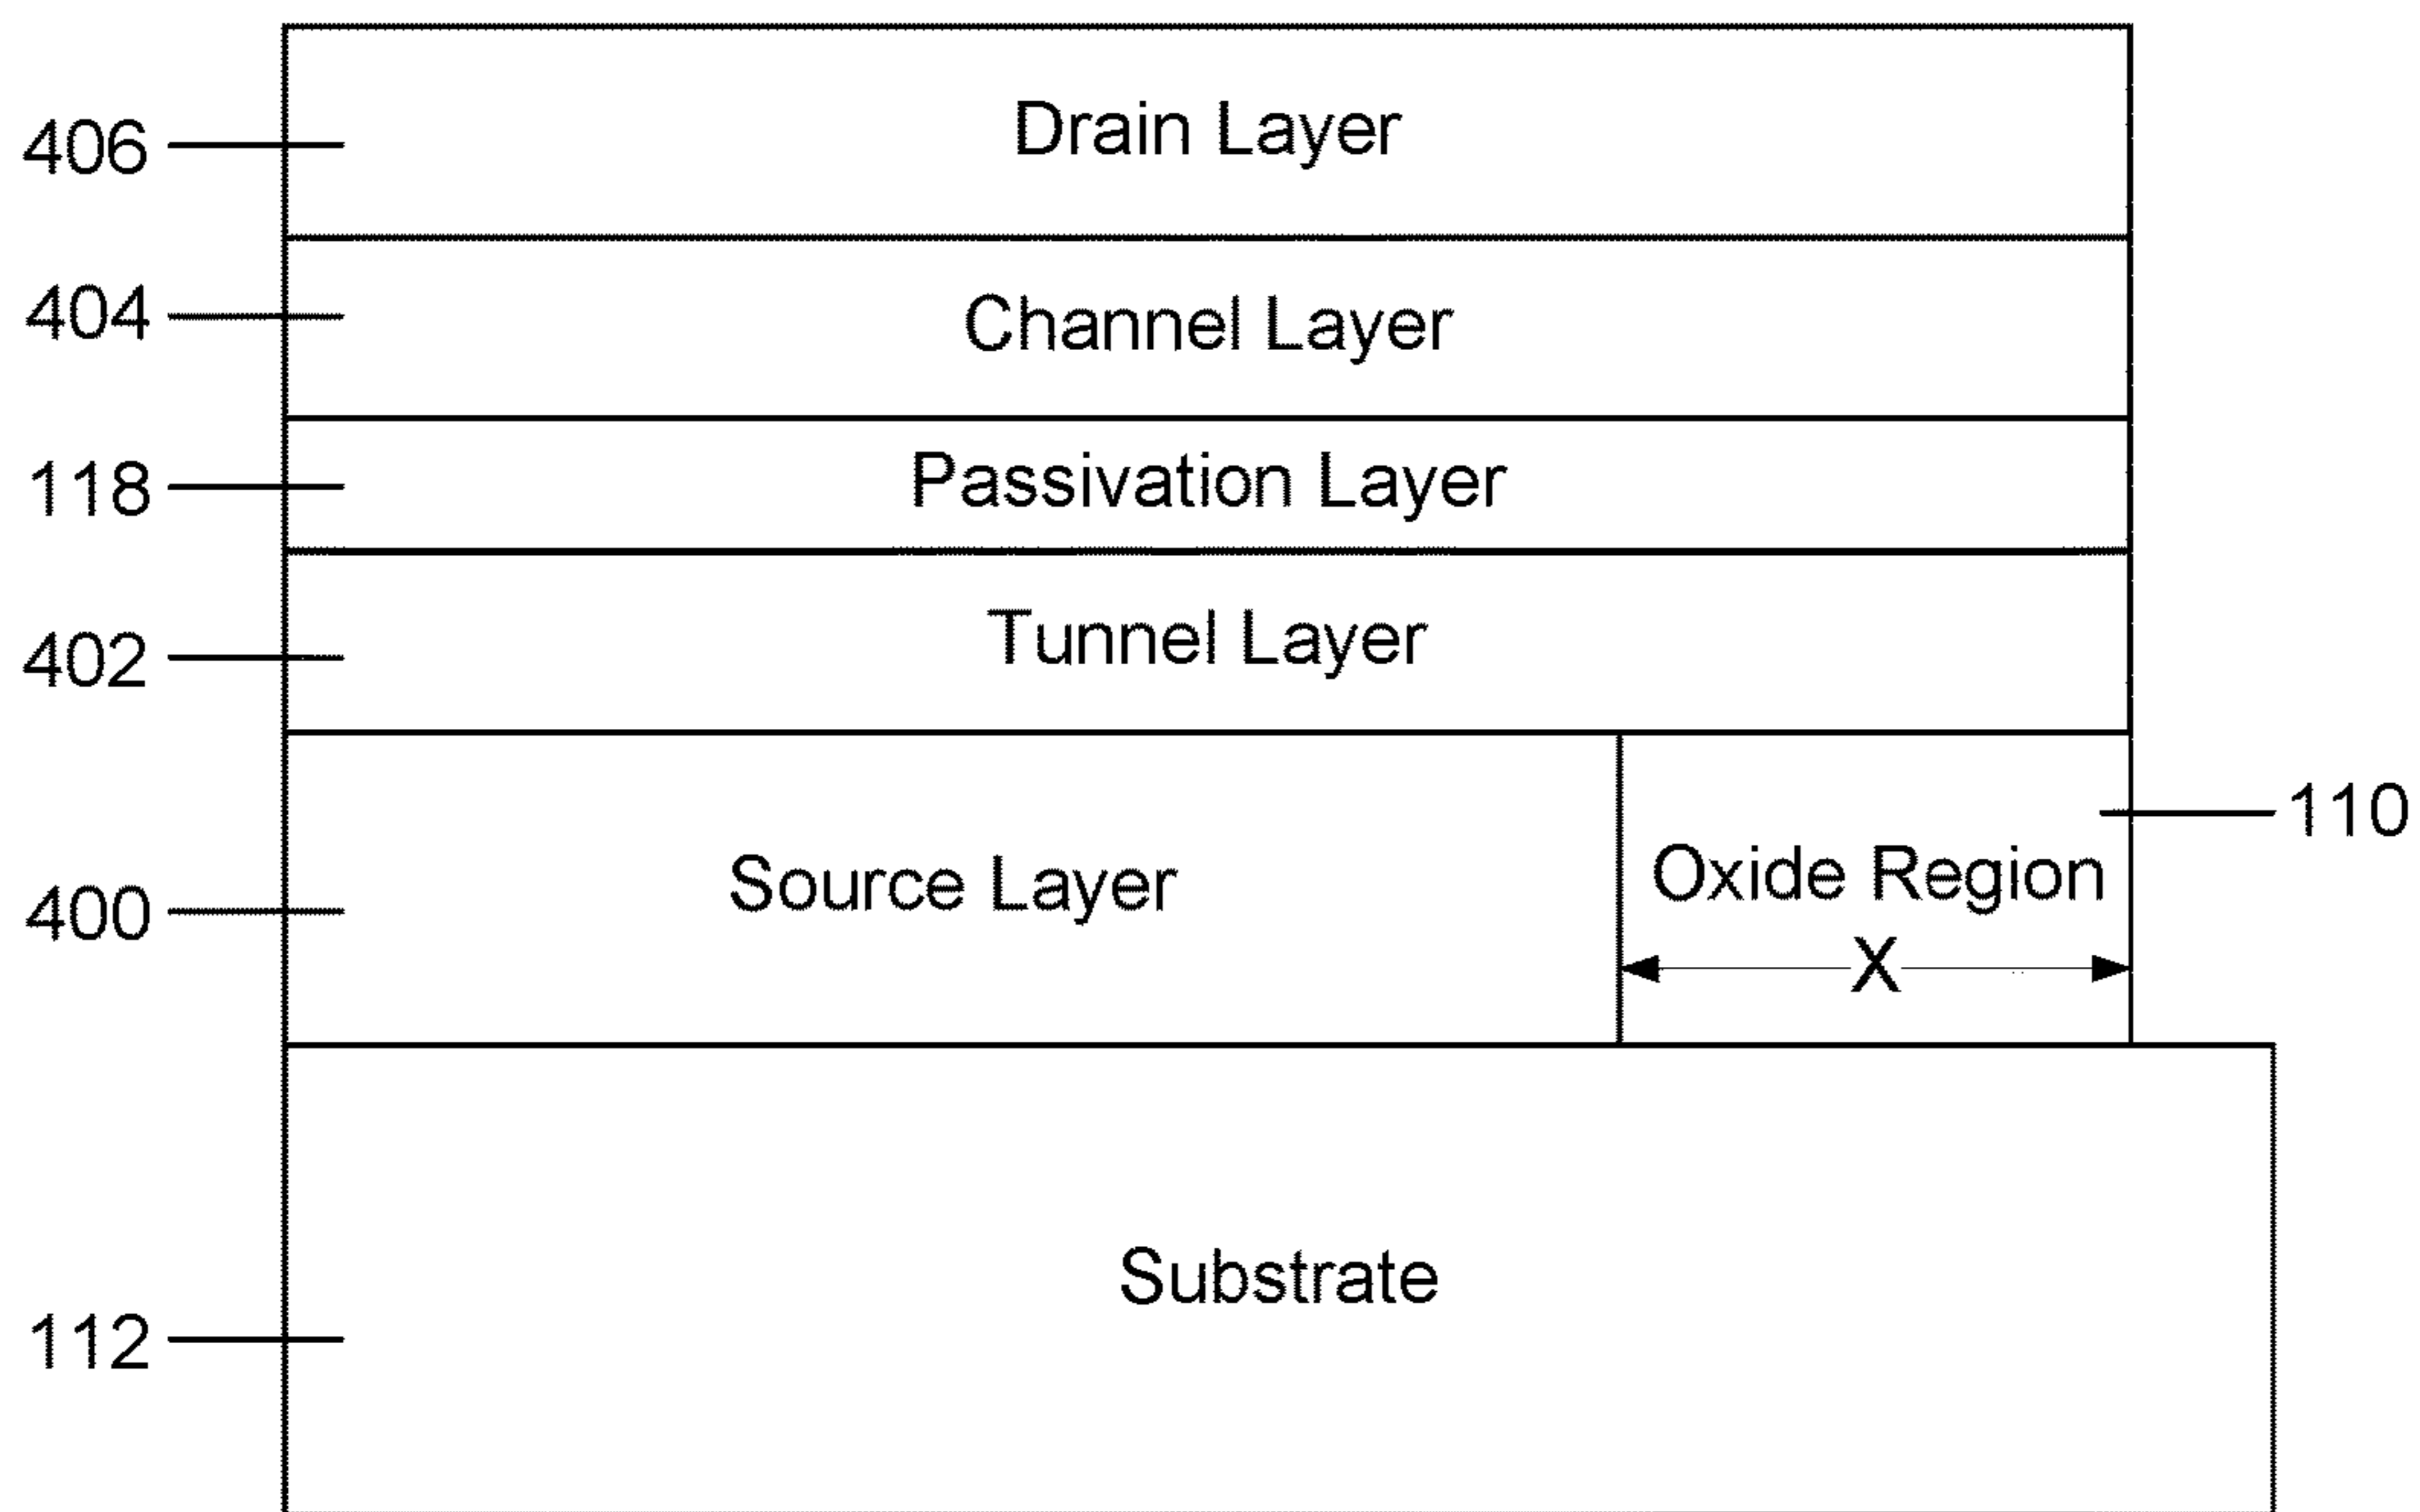 406
Drain Layer
404
Channel Layer
118
Passivation Layer
402
Tunnel Layer
110
400
Source Layer
Oxide Region
X
Substrate
112